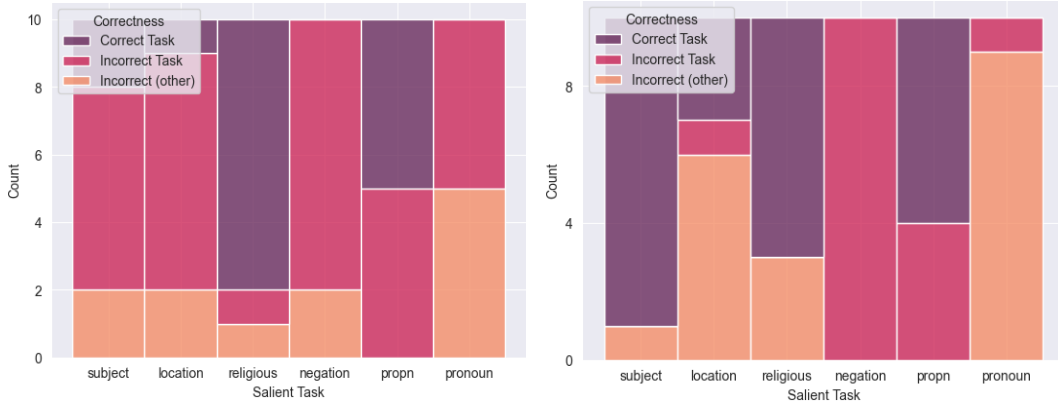 Correctness
Correct Task
Incorrect Task
Incorrect (other)
10
8
6
4
2
0
Count
subject location religious negation propn pronoun
Salient Task
Correctness
Correct Task
Incorrect Task
Incorrect (other)
8
4
0
Count
subject location religious negation propn pronoun
Salient Task